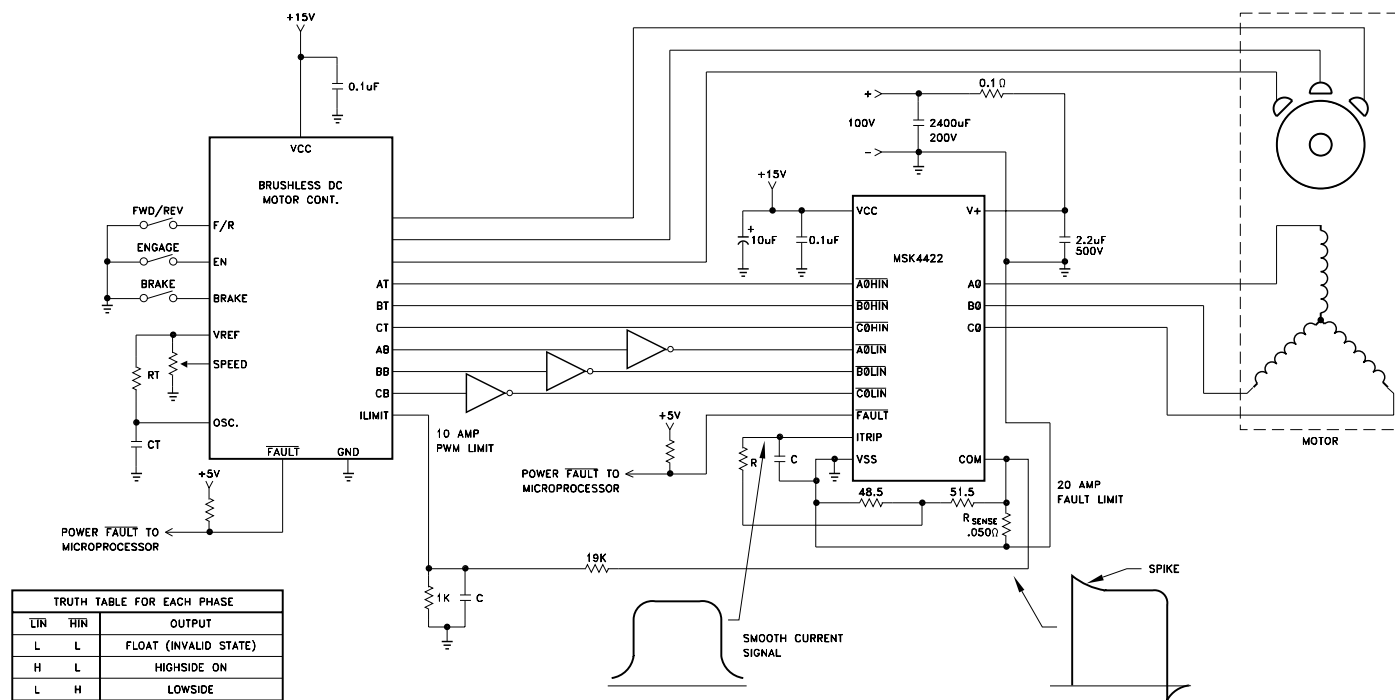 +15V
0.1uF
VCC
BRUSHLESS DC
MOTOR CONT.
FWD/REV
F/R
ENGAGE
EN
BRAKE
BRAKE
VREF
SPEED
RT
OSC.
CT
FAULT
GND
+5V
POWER FAULT TO
MICROPROCESSOR
AT
BT
CT
AB
BB
CB
ILIMIT
10 AMP
PWM LIMIT
+
100V
-
2400uF
200V
0.1Ω
+15V
+
10uF
0.1uF
VCC
V+
MSK4422
2.2uF
500V
AØHIN
BØHIN
CØHIN
AØLIN
BØLIN
CØLIN
FAULT
ITRIP
VSS
AØ
BØ
CØ
COM
+5V
POWER FAULT TO
MICROPROCESSOR
R
C
48.5
51.5
RSENSE
.050Ω
20 AMP
FAULT LIMIT
MOTOR
19K
1K
C
SMOOTH CURRENT
SIGNAL
SPIKE
TRUTH TABLE FOR EACH PHASE
LIN HIN OUTPUT
L L FLOAT (INVALID STATE)
H L HIGHSIDE ON
L H LOWSIDE